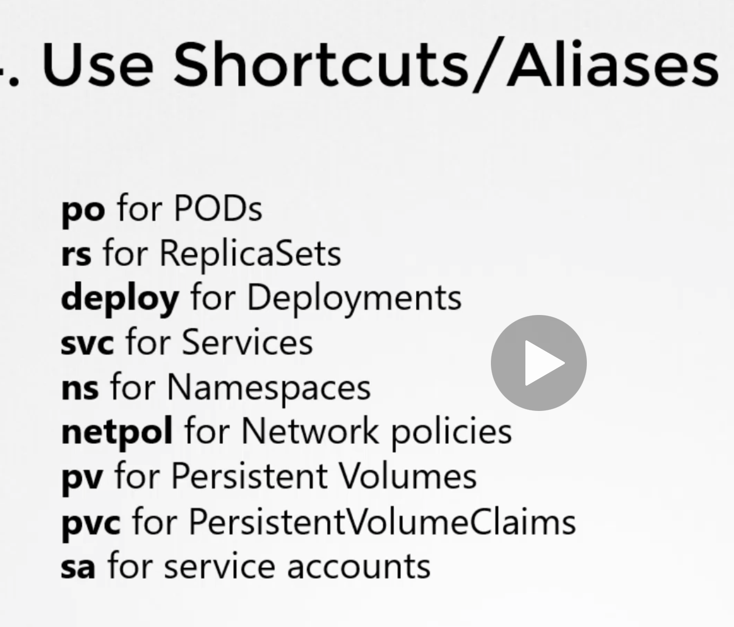 . Use Shortcuts/Aliases
po for PODs
rs for ReplicaSets
deploy for Deployments
svc for Services
ns for Namespaces
netpol for Network policies
pv for Persistent Volumes
pvc for PersistentVolumeClaims
sa for service accounts